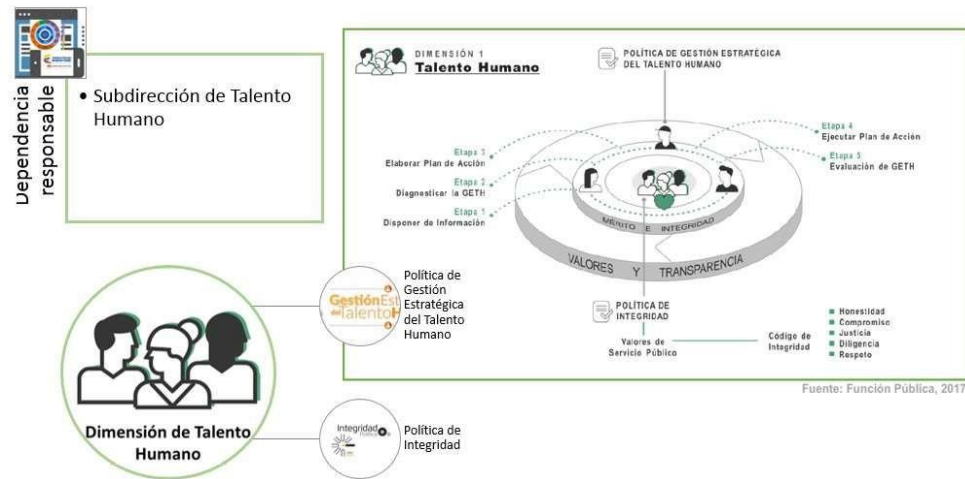 Dependencia
responsable
• Subdirección de Talento
Humano
DIMENSIÓN 1
Talento Humano
POLÍTICA DE GESTIÓN ESTRATÉGICA
DEL TALENTO HUMANO
Etapa 3
Elaborar Plan de Acción
Etapa 2
Diagnosticar la GETH
Etapa 1
Disponer de Información
Etapa 4
Ejecutar Plan de Acción
Etapa 5
Evaluación de GETH
MÉRITO E INTEGRIDAD
VALORES Y TRANSPARENCIA
POLÍTICA DE
INTEGRIDAD
Valores de
Servicio Público
Código de
Integridad
Honestidad
Compromiso
Justicia
Diligencia
Respeto
Fuente: Función Pública, 2017
GestiónEst
delTalentoH
Política de
Gestión
Estratégica
del Talento
Humano
Dimensión de Talento
Humano
Integridad
Política de
Integridad